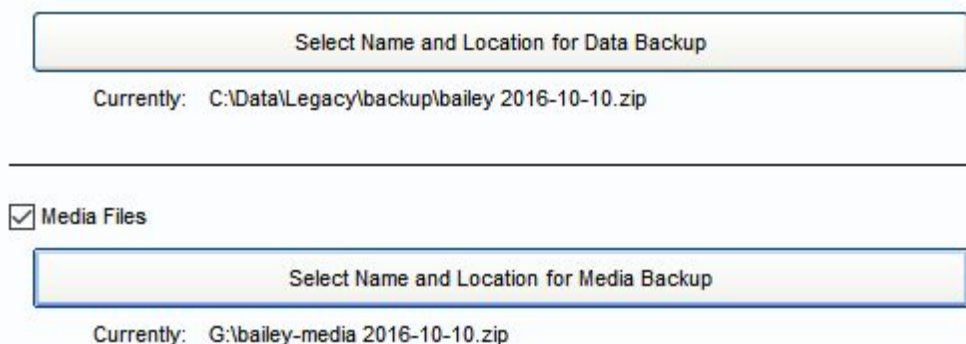 Select Name and Location for Data Backup
Currently: C:\Data\Legacy\backup\bailey 2016-10-10.zip
Media Files
Select Name and Location for Media Backup
Currently: G:\bailey-media 2016-10-10.zip